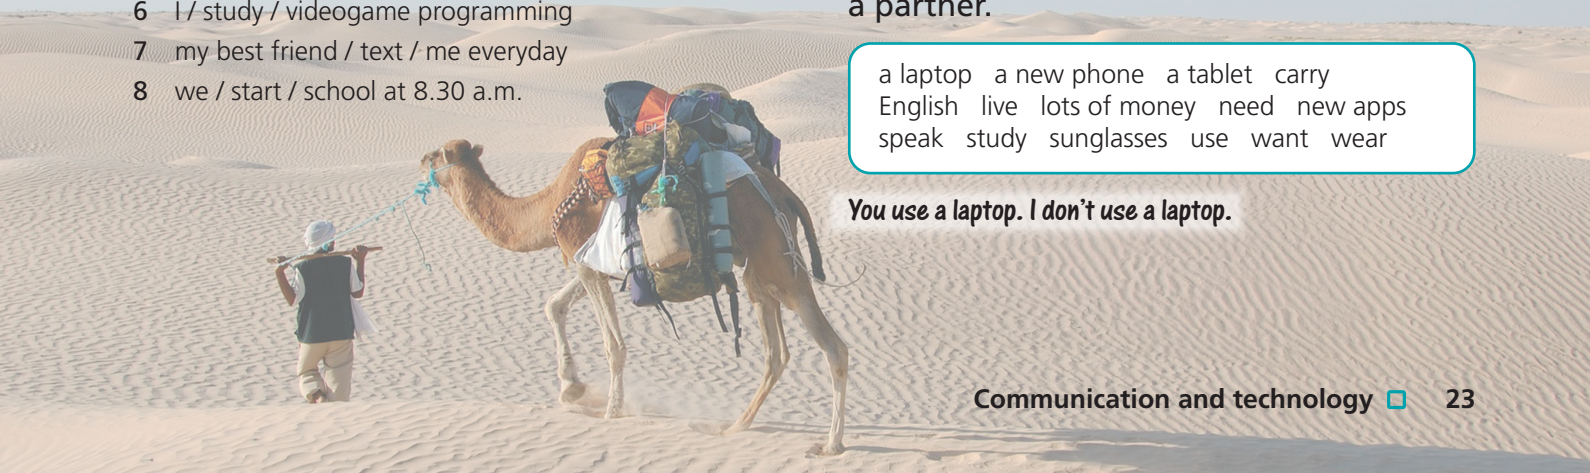 6 I / study / videogame programming
7 my best friend / text / me everyday
8 we / start / school at 8.30 a.m.
a partner.
a laptop a new phone a tablet carry
English live lots of money need new apps
speak study sunglasses use want wear
You use a laptop. I don't use a laptop.
Communication and technology 23